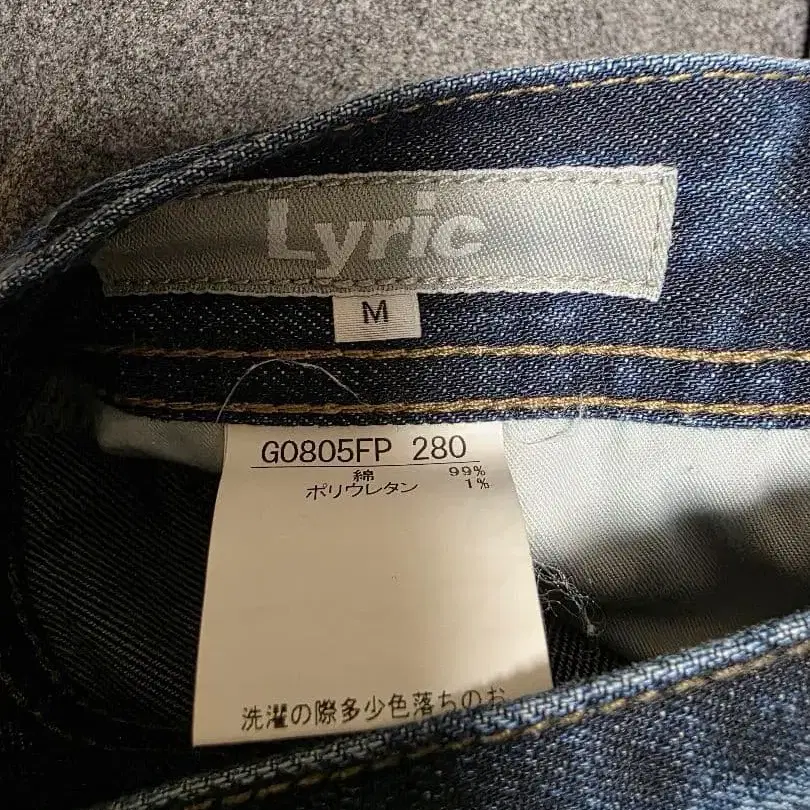 Lyric
M
GO805FP 280
綿 99%
ポリウレタン 1%
洗濯の際多少色落ちのお